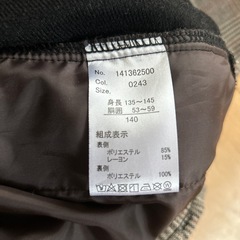 No. 141362500
Col. 0243
Size.
身長 135~145
胴囲 53~59
140
組成表示
表側
ポリエステル 85%
レーヨン 15%
裏側
ポリエステル 100%